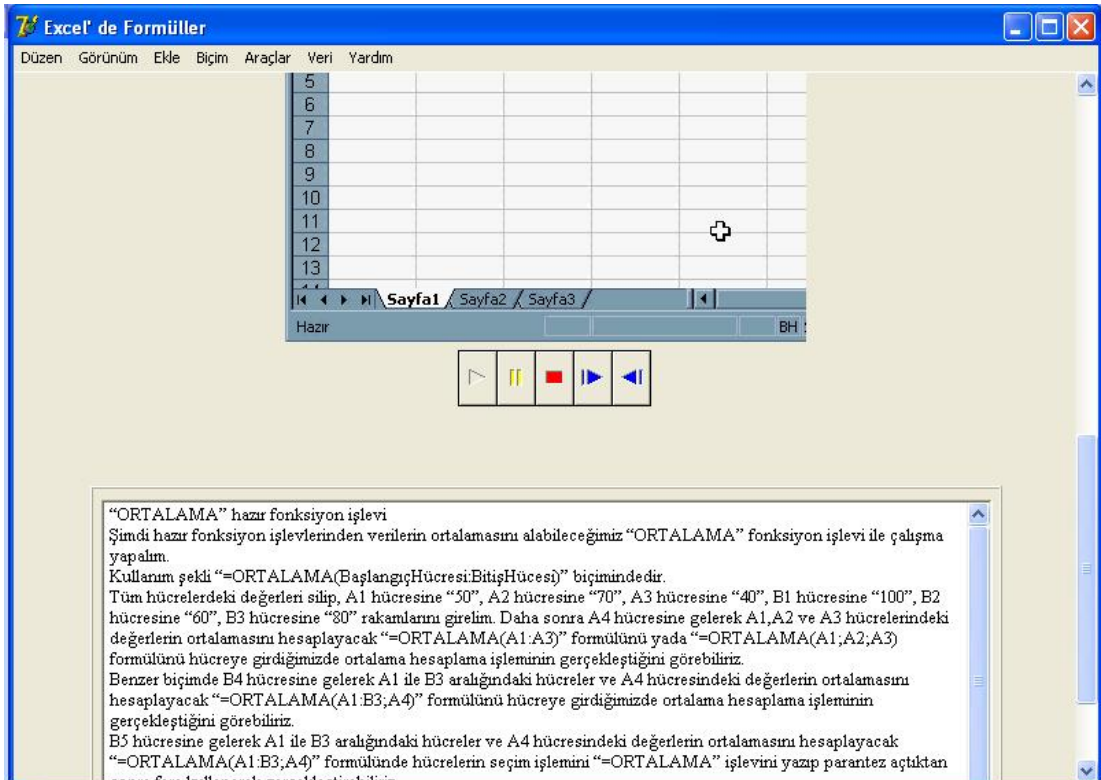 Excel' de Formüller
Düzen Görünüm Ekle Biçim Araçlar Veri Yardım
5
6
7
8
9
10
11
12
13
Sayfa1 Sayfa2 Sayfa3
Hazır BH
“ORTALAMA” hazır fonksiyon işlevi
Şimdi hazır fonksiyon işlevlerinden verilerin ortalamasını alabileceğimiz “ORTALAMA” fonksiyon işlevi ile çalışma
yapalım.
Kullanım şekli “=ORTALAMA(BaşlangıçHücresi:BitişHücesi)” biçimindedir.
Tüm hücrelerdeki değerleri silip, A1 hücresine “50”, A2 hücresine “70”, A3 hücresine “40”, B1 hücresine “100”, B2
hücresine “60”, B3 hücresine “80” rakamlarını girelim. Daha sonra A4 hücresine gelerek A1,A2 ve A3 hücrelerindeki
değerlerin ortalamasını hesaplayacak “=ORTALAMA(A1:A3)” formülünü yada “=ORTALAMA(A1;A2;A3)
formülünü hücreye girdiğimizde ortalama hesaplama işleminin gerçekleştiğini görebiliriz.
Benzer biçimde B4 hücresine gelerek A1 ile B3 aralığındaki hücreler ve A4 hücresindeki değerlerin ortalamasını
hesaplayacak “=ORTALAMA(A1:B3;A4)” formülünü hücreye girdiğimizde ortalama hesaplama işleminin
gerçekleştiğini görebiliriz.
B5 hücresine gelerek A1 ile B3 aralığındaki hücreler ve A4 hücresindeki değerlerin ortalamasını hesaplayacak
“=ORTALAMA(A1:B3;A4)” formülünde hücrelerin seçim işlemini “=ORTALAMA” işlevini yazıp parantez açtıktan